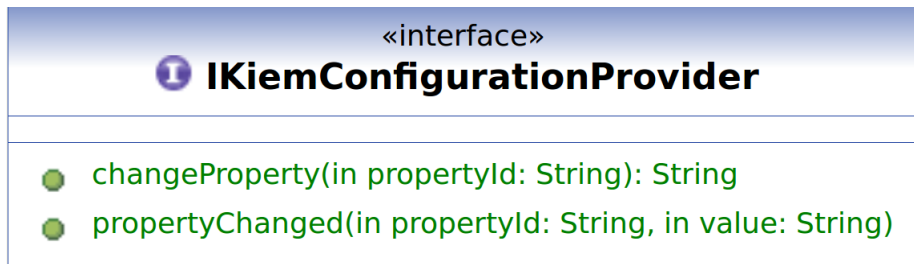 «interface»
I IKiemConfigurationProvider
changeProperty(in propertyId: String): String
propertyChanged(in propertyId: String, in value: String)